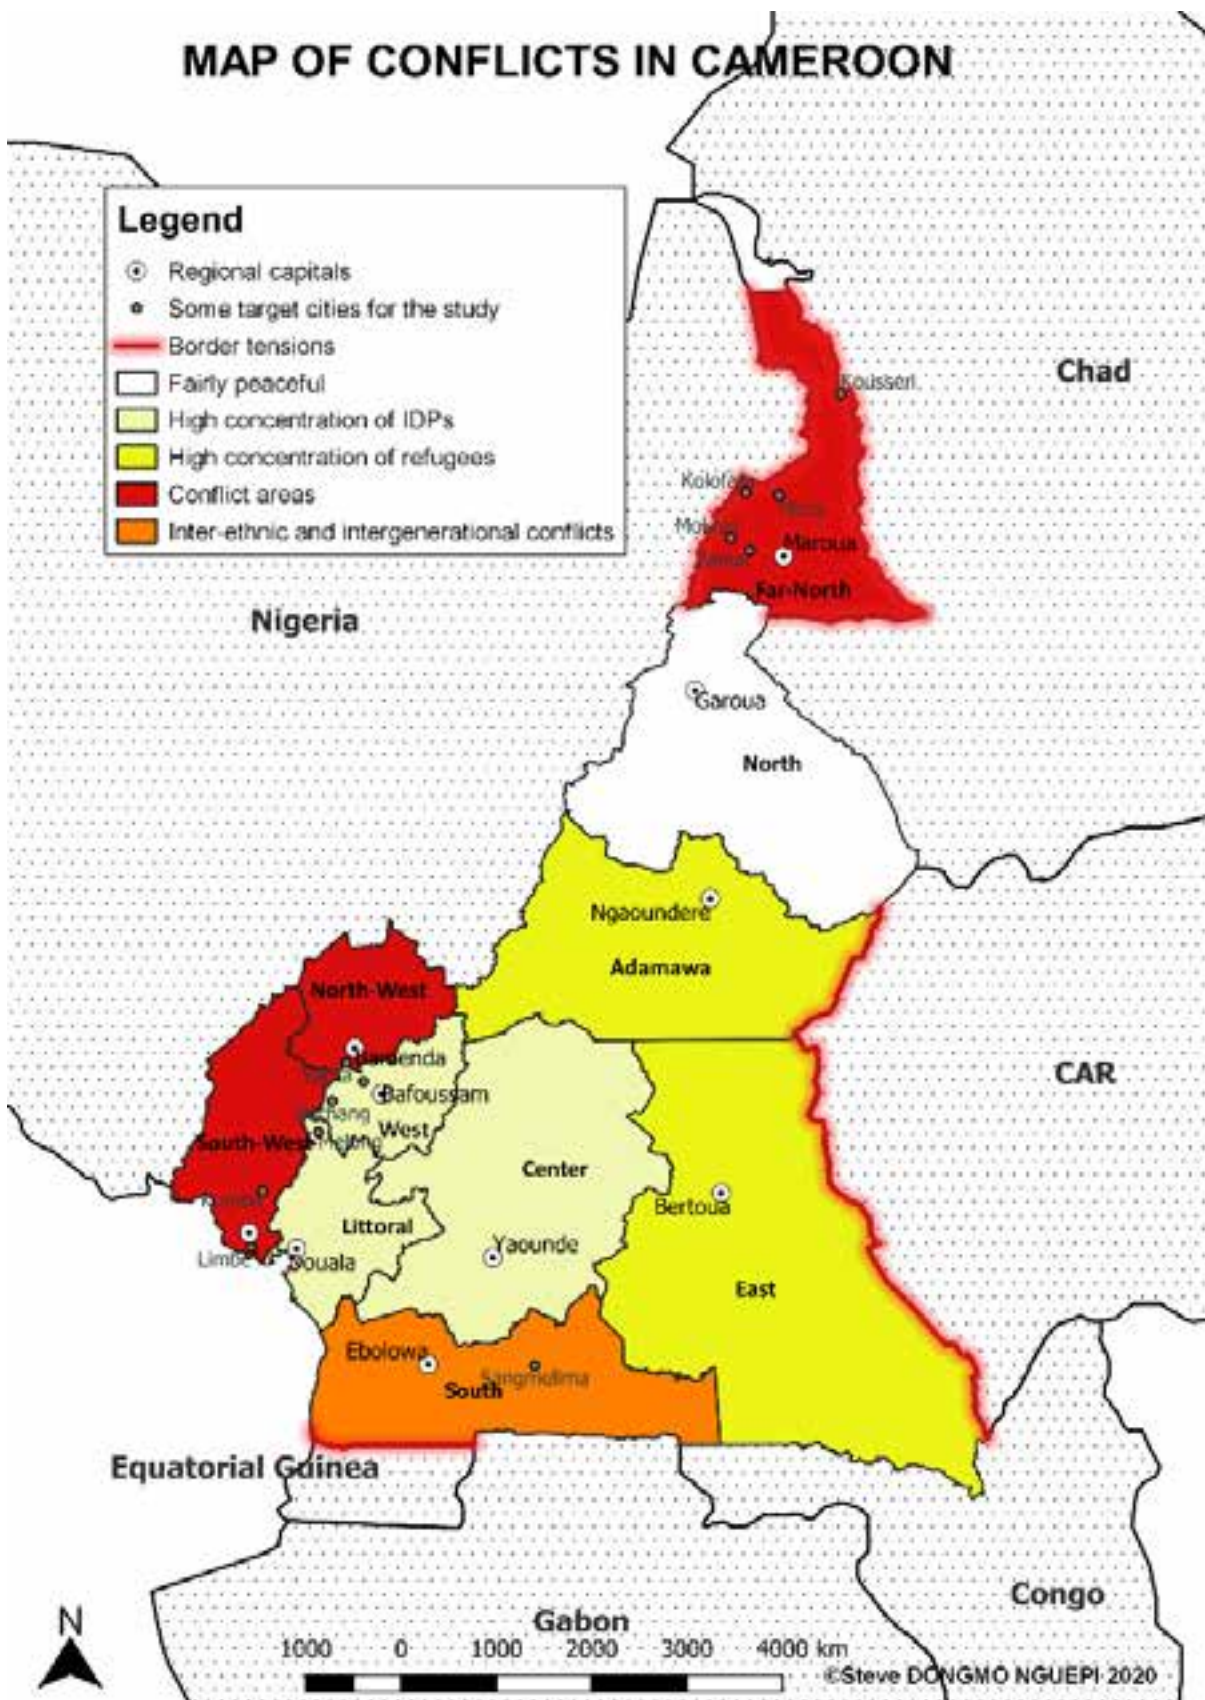 MAP OF CONFLICTS IN CAMEROON
Legend
Regional capitals
Some target cities for the study
Border tensions
Fairly peaceful
High concentration of IDPs
High concentration of refugees
Conflict areas
Inter-ethnic and intergenerational conflicts
Chad
Kousseri
Maroua
Far-North
Nigeria
Garoua
North
Ngaoundere
Adamawa
North-West
CAR
Bafoussam
West
South-West
Center
Bertoua
Littoral
Yaounde
Limbe
Douala
East
Ebolowa
Sangmelima
South
Equatorial Guinea
Congo
Gabon
N
1000 0 1000 2000 3000 4000 km
©Steve DONGMO NGUEPI 2020